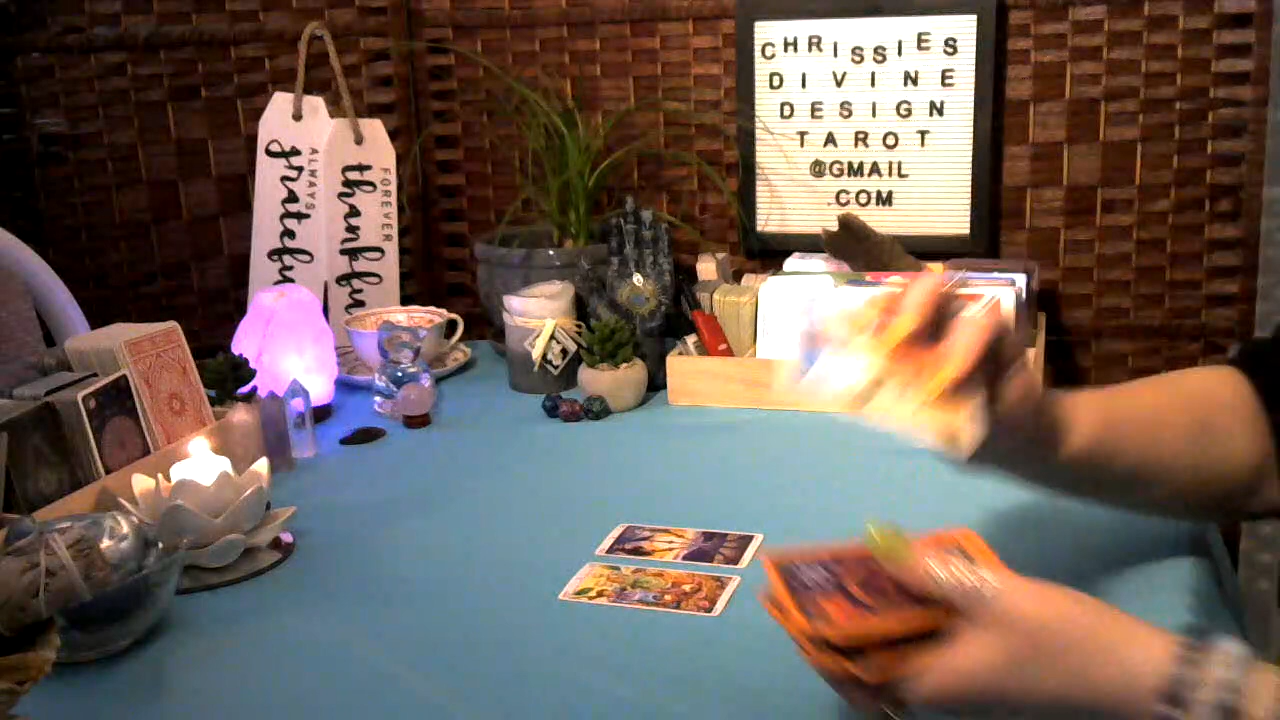 ALWAYS
grateful
FOREVER
thankful
CHRISSIES
DIVINE
DESIGN
TAROT
@GMAIL
.COM